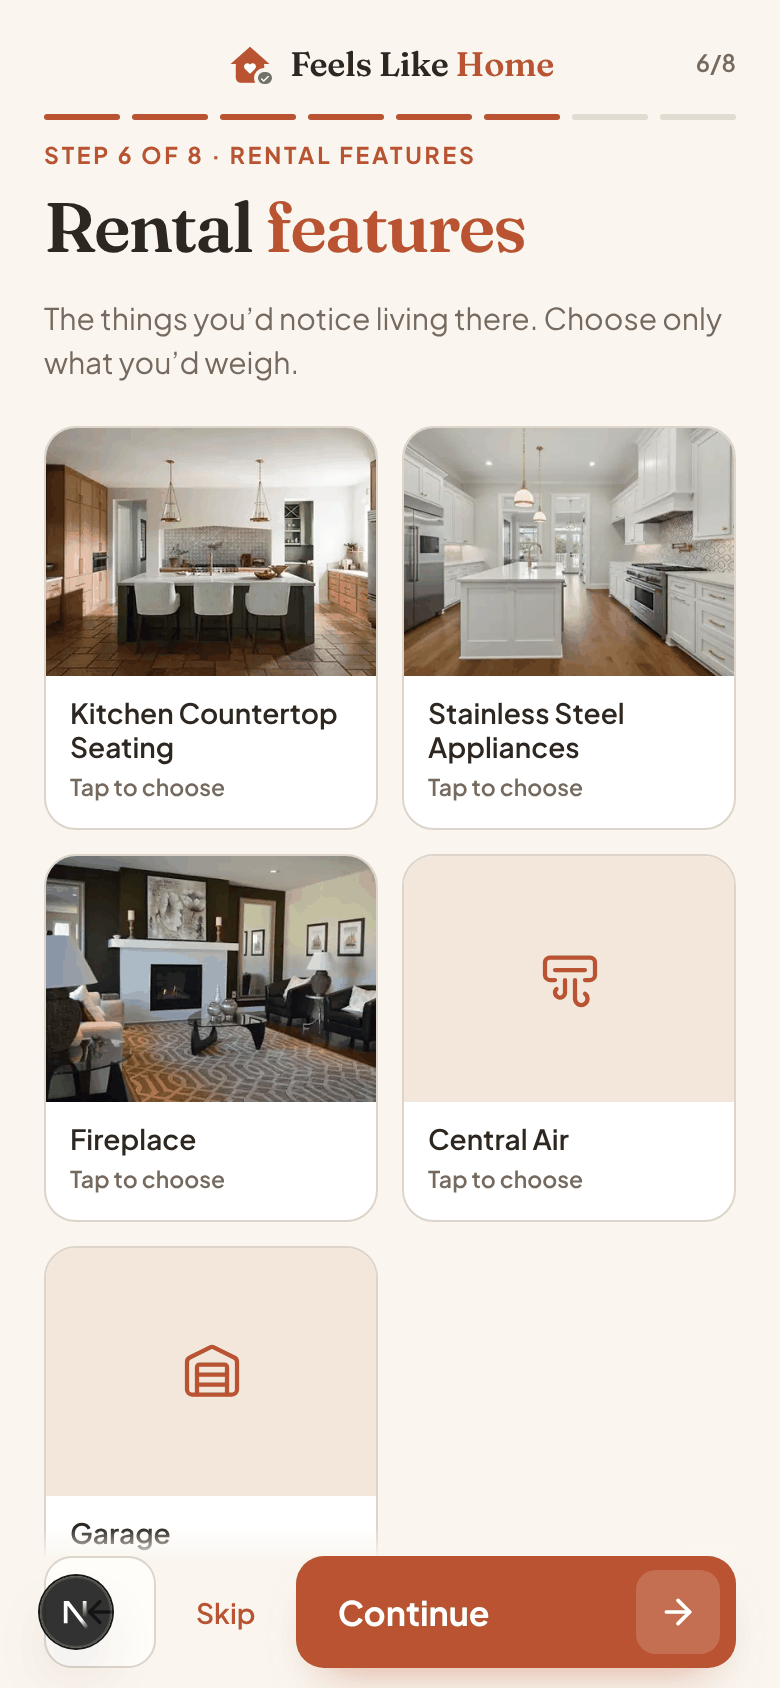 Feels Like Home
6/8
STEP 6 OF 8 · RENTAL FEATURES
Rental features
The things you’d notice living there. Choose only
what you’d weigh.
Kitchen Countertop
Seating
Tap to choose
Stainless Steel
Appliances
Tap to choose
Fireplace
Tap to choose
Central Air
Tap to choose
Garage
N
Skip
Continue